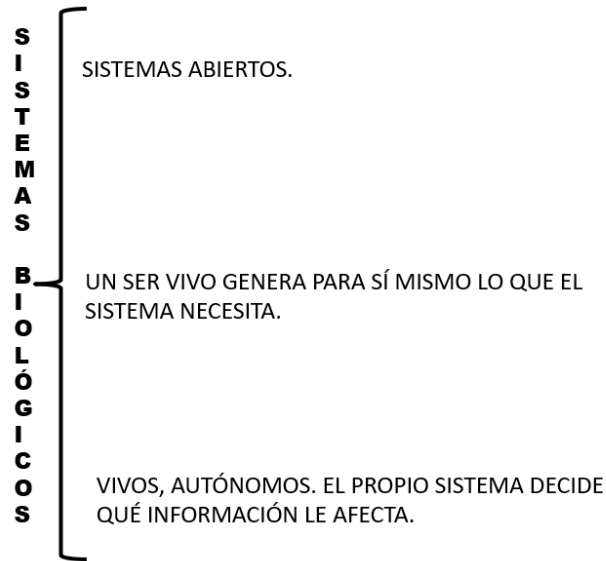 SISTEMAS BIOLÓGICOS
SISTEMAS ABIERTOS.
UN SER VIVO GENERA PARA SÍ MISMO LO QUE EL
SISTEMA NECESITA.
VIVOS, AUTÓNOMOS. EL PROPIO SISTEMA DECIDE
QUÉ INFORMACIÓN LE AFECTA.